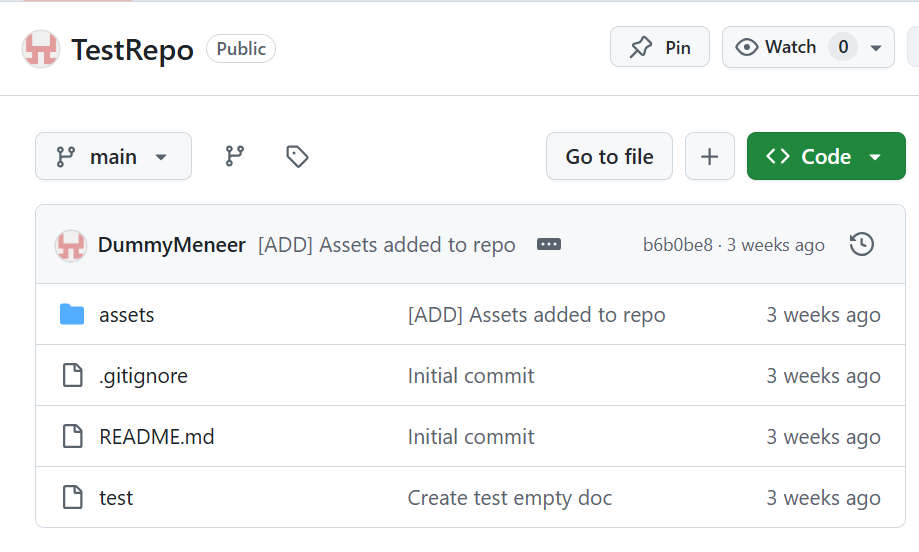 TestRepo Public Pin Watch 0
main Go to file + Code
DummyMeneer [ADD] Assets added to repo b6b0be8 · 3 weeks ago
assets [ADD] Assets added to repo 3 weeks ago
.gitignore Initial commit 3 weeks ago
README.md Initial commit 3 weeks ago
test Create test empty doc 3 weeks ago